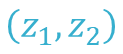 (z₁, z₂)